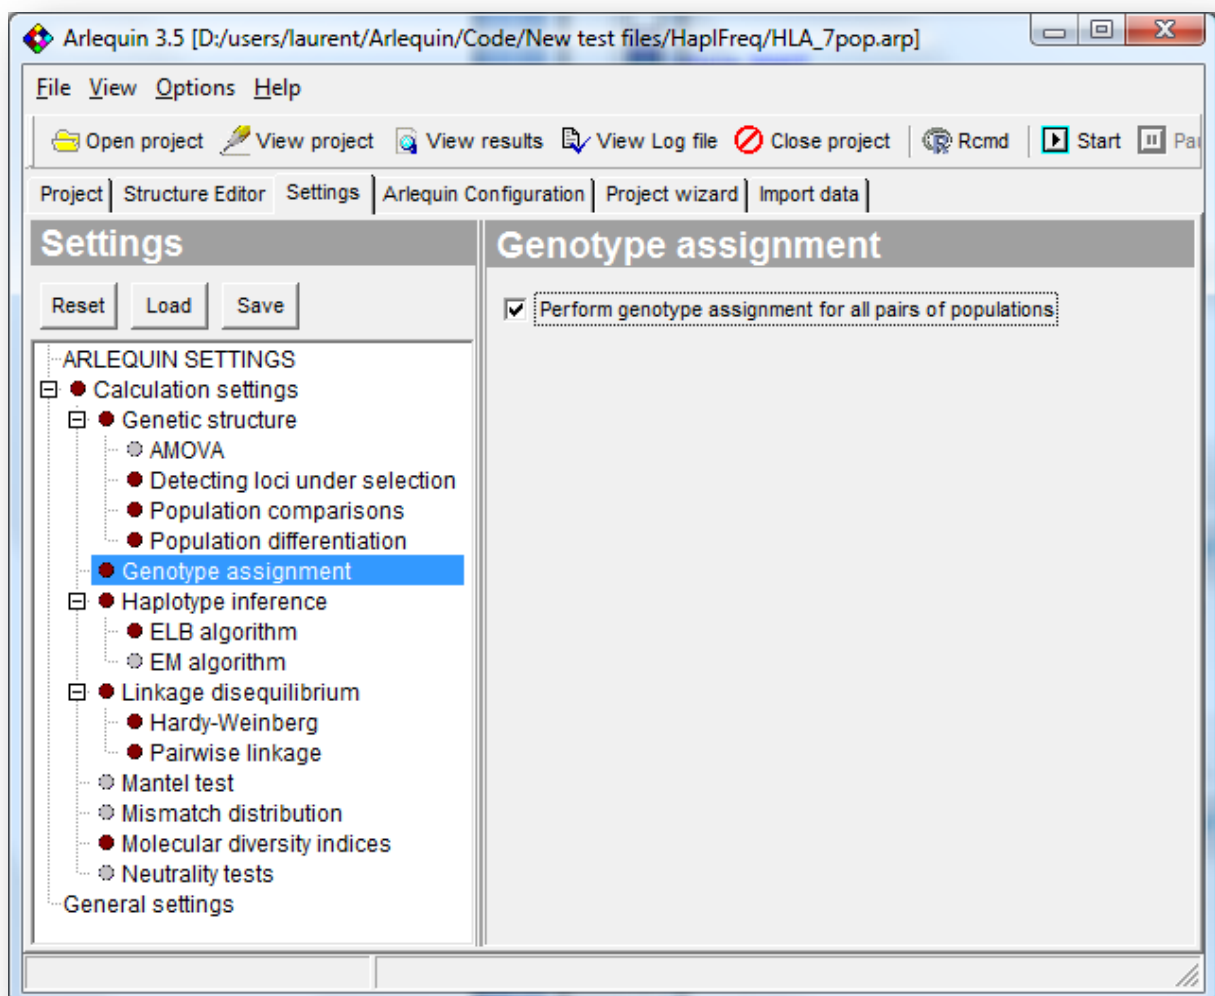 Arlequin 3.5 [D:/users/laurent/Arlequin/Code/New test files/HaplFreq/HLA_7pop.arp]
File View Options Help
Open project View project View results View Log file Close project Rcmd Start Pau
Project Structure Editor Settings Arlequin Configuration Project wizard Import data
Settings
Reset Load Save
ARLEQUIN SETTINGS
Calculation settings
Genetic structure
AMOVA
Detecting loci under selection
Population comparisons
Population differentiation
Genotype assignment
Haplotype inference
ELB algorithm
EM algorithm
Linkage disequilibrium
Hardy-Weinberg
Pairwise linkage
Mantel test
Mismatch distribution
Molecular diversity indices
Neutrality tests
General settings
Genotype assignment
Perform genotype assignment for all pairs of populations